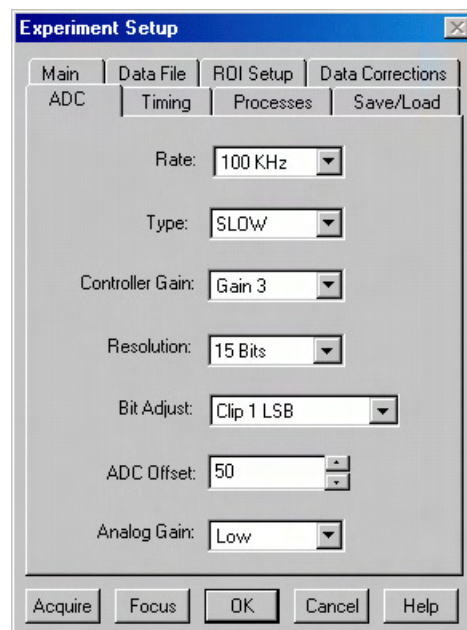 Experiment Setup
Main Data File ROI Setup Data Corrections
ADC Timing Processes Save/Load
Rate: 100 KHz
Type: SLOW
Controller Gain: Gain 3
Resolution: 15 Bits
Bit Adjust: Clip 1 LSB
ADC Offset: 50
Analog Gain: Low
Acquire Focus OK Cancel Help